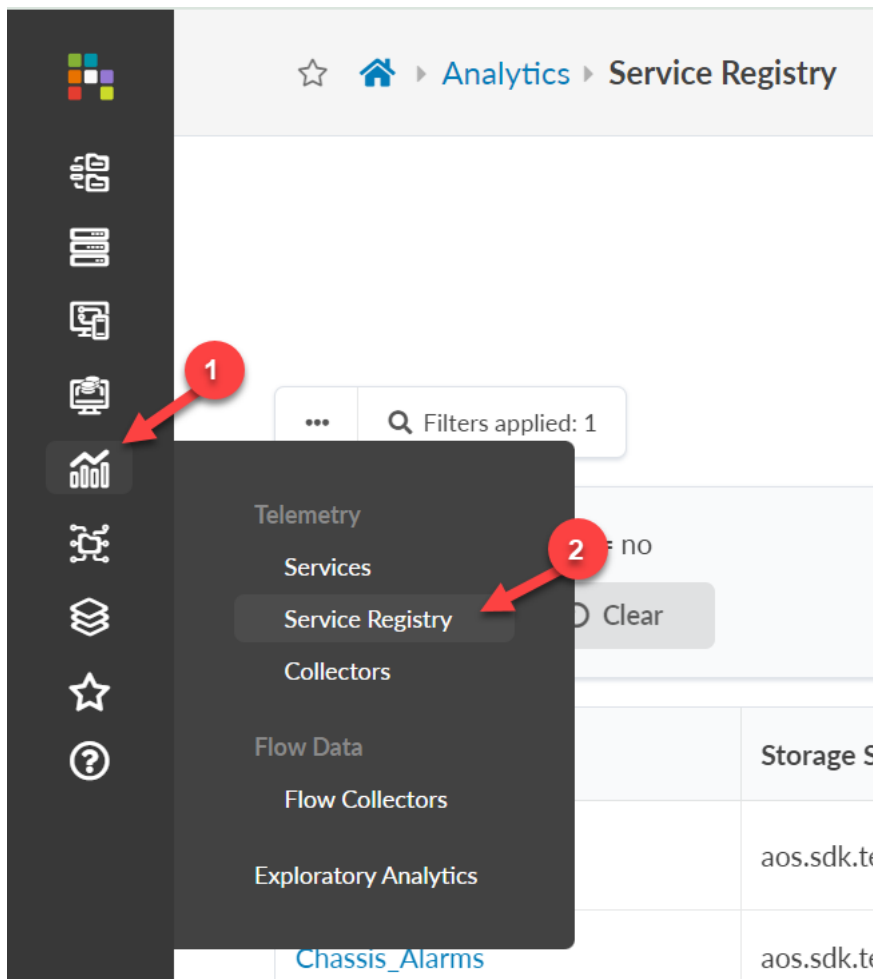 Analytics Service Registry
1
••• Filters applied: 1
Telemetry
Services
2
= no
Service Registry
Clear
Collectors
Flow Data
Storage S
Flow Collectors
aos.sdk.te
Exploratory Analytics
Chassis_Alarms
aos.sdk.te